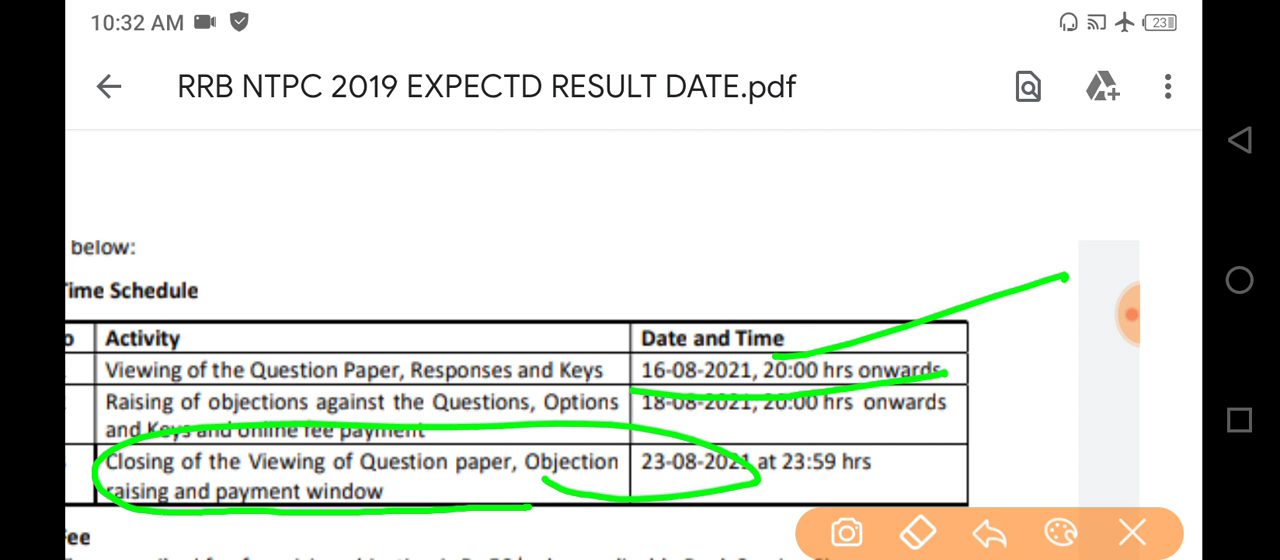 10:32 AM
23
RRB NTPC 2019 EXPECTD RESULT DATE.pdf
below:
Time Schedule
o Activity Date and Time
Viewing of the Question Paper, Responses and Keys 16-08-2021, 20:00 hrs onwards
Raising of objections against the Questions, Options 18-08-2021, 20:00 hrs onwards
and Keys and online fee payment
Closing of the Viewing of Question paper, Objection 23-08-2021 at 23:59 hrs
raising and payment window
Fee